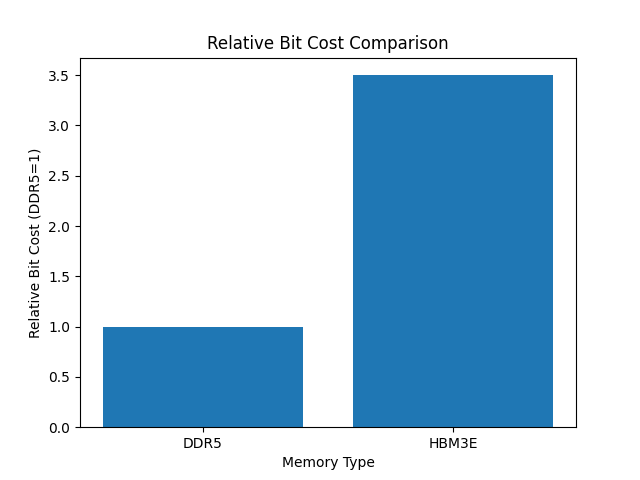 Relative Bit Cost Comparison
Relative Bit Cost (DDR5=1)
3.5
3.0
2.5
2.0
1.5
1.0
0.5
0.0
DDR5 HBM3E
Memory Type